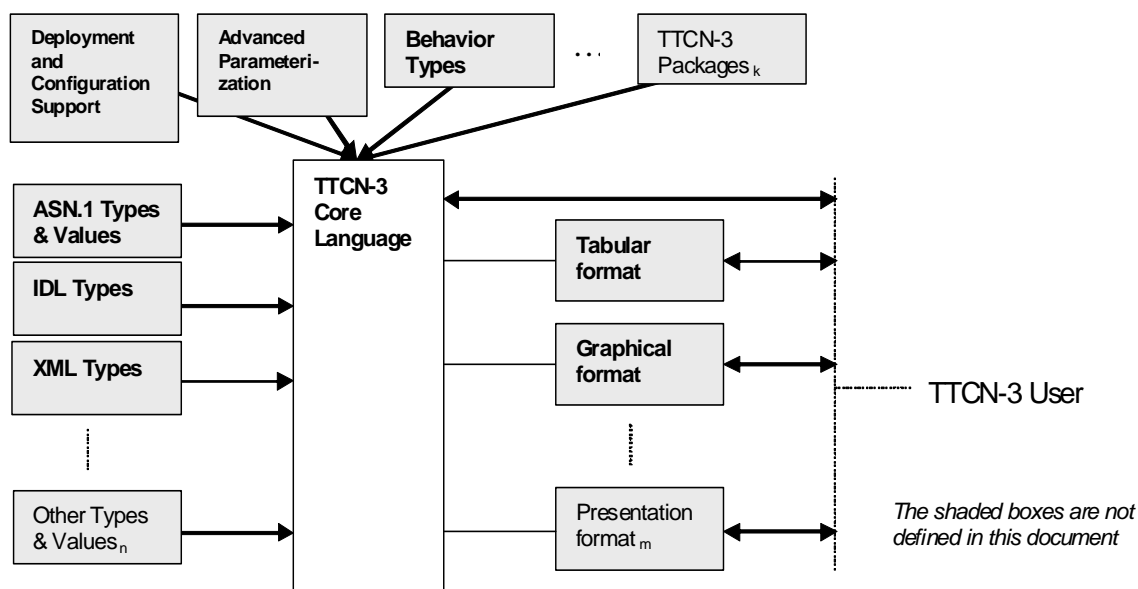 Deployment
and
Configuration
Support
Advanced
Parameteri-
zation
Behavior
Types
...
TTCN-3
Packages k
TTCN-3
Core
Language
ASN.1 Types
& Values
IDL Types
XML Types
Other Types
& Values n
Tabular
format
Graphical
format
Presentation
format m
TTCN-3 User
The shaded boxes are not
defined in this document